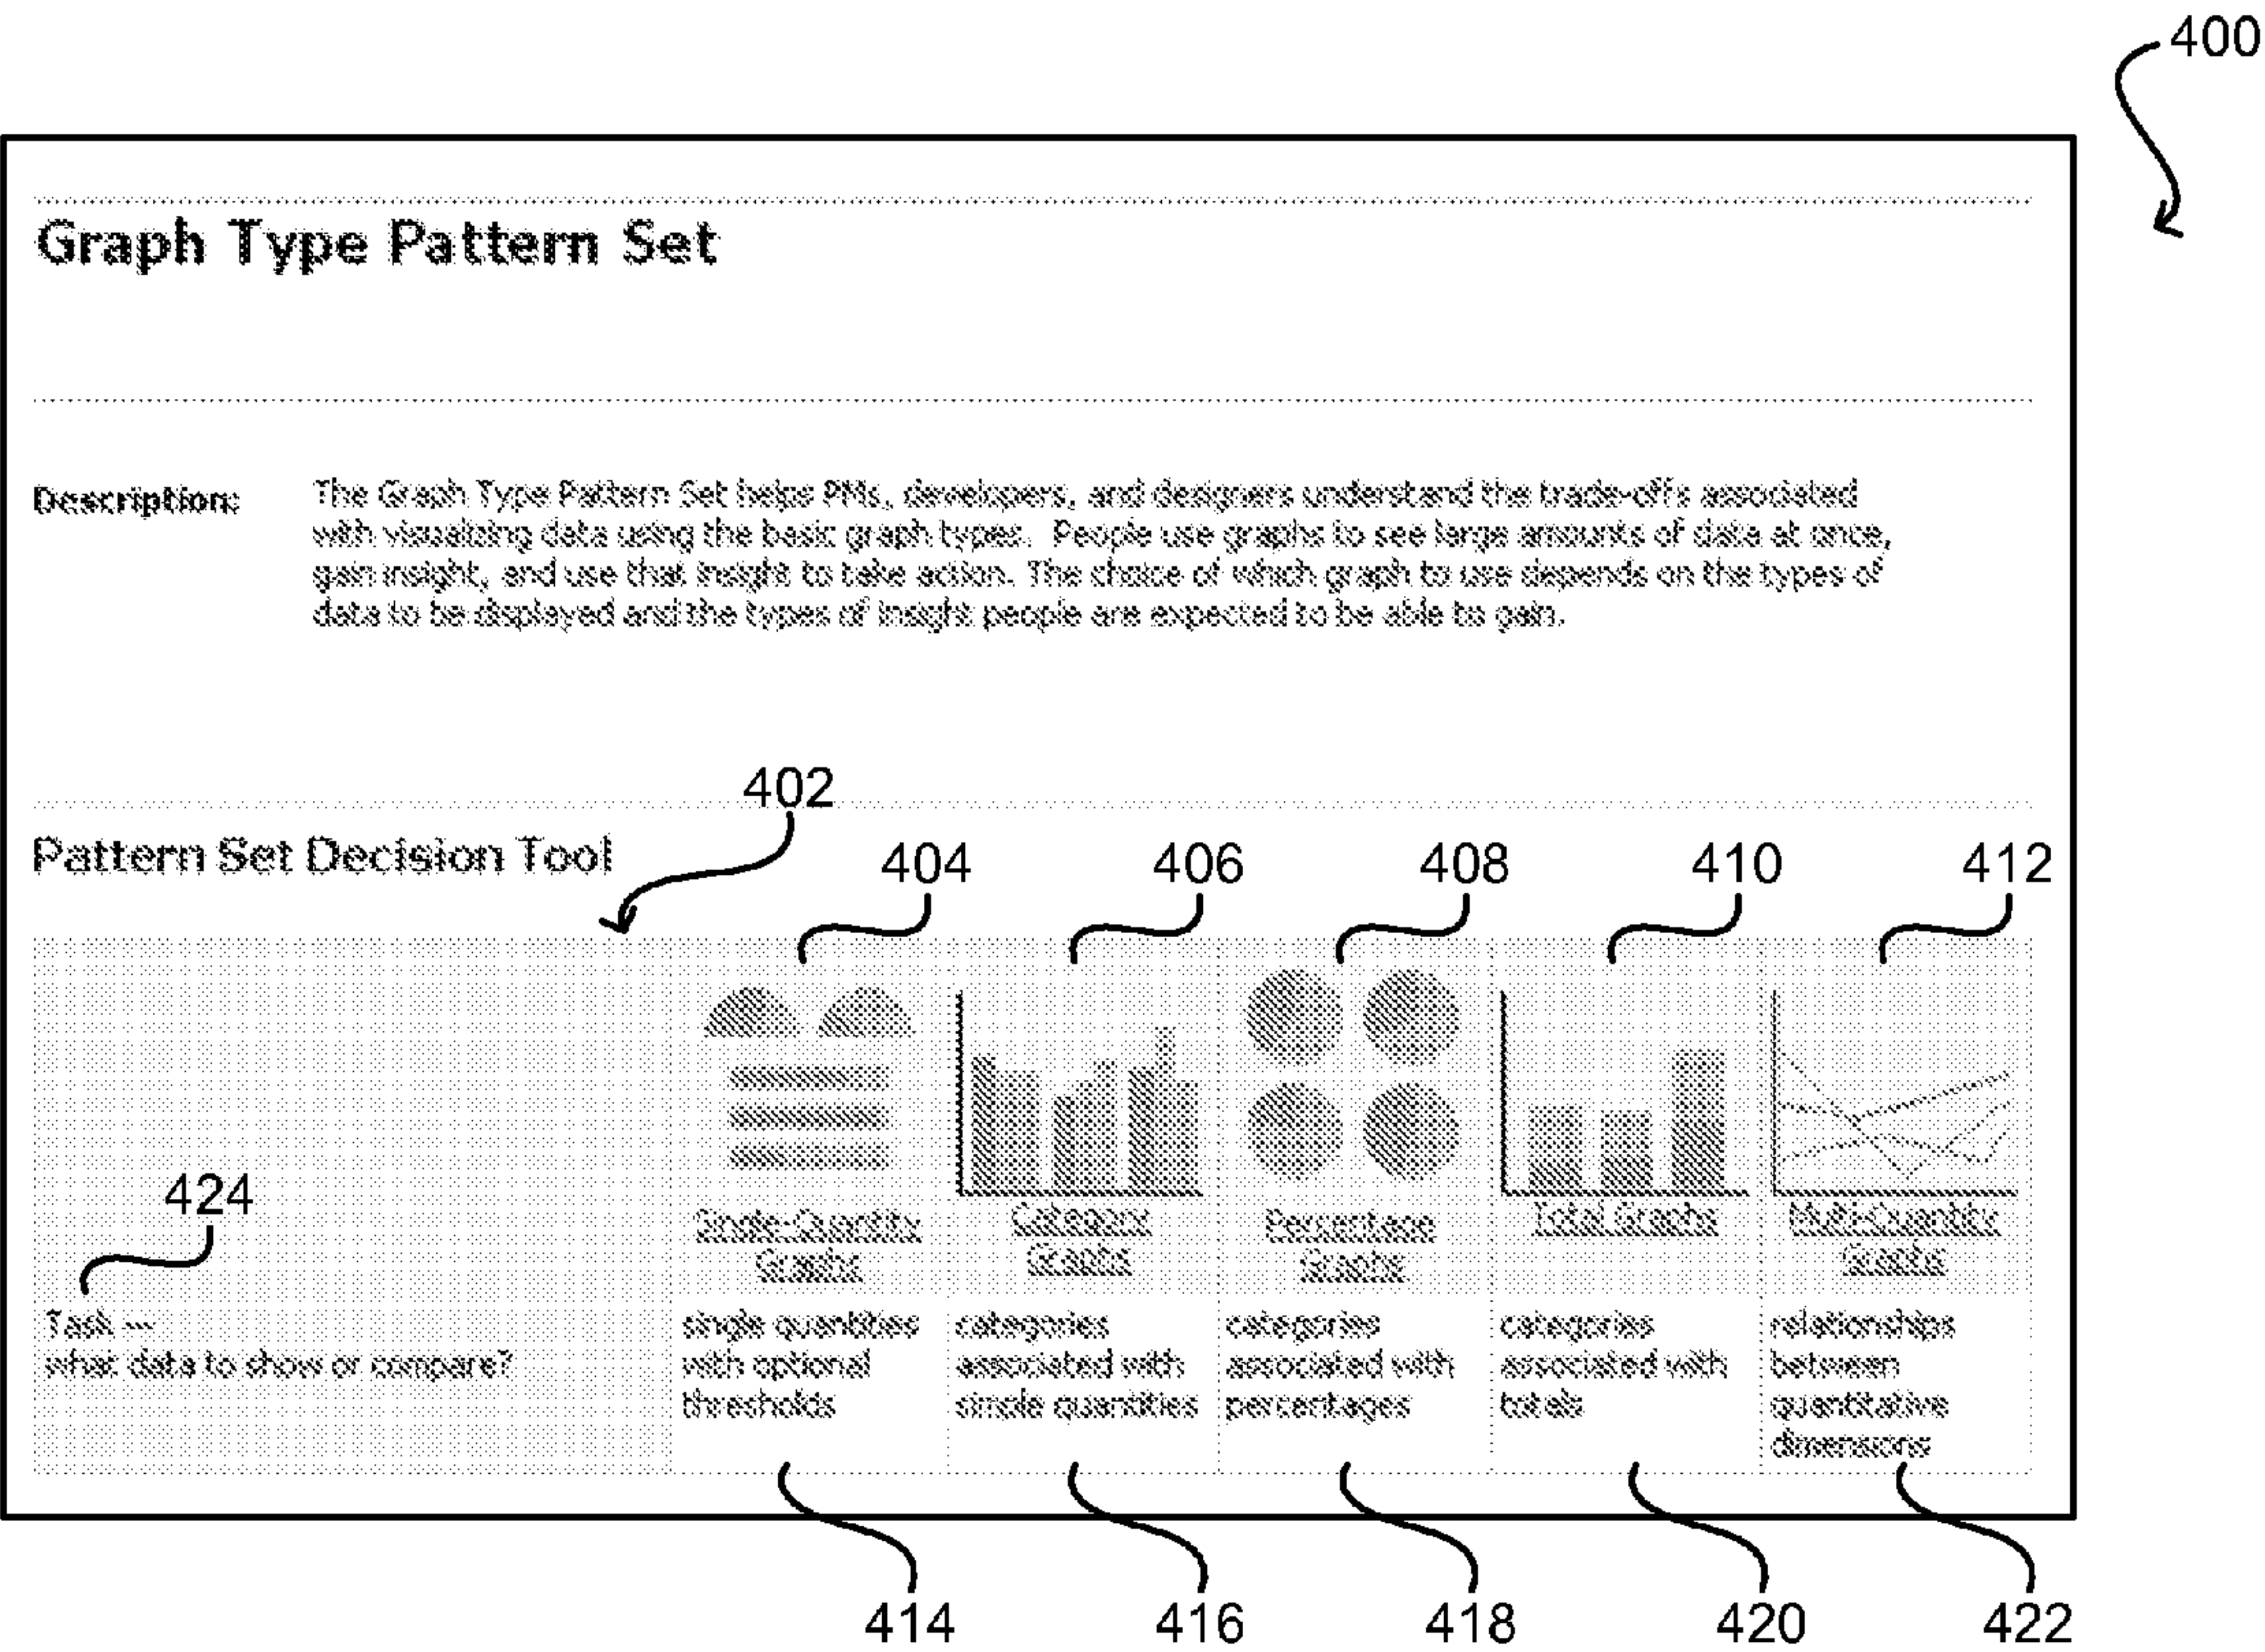 400
Graph Type Pattern Set
Description:
The Graph Type Pattern Set helps PMs, developers, and designers understand the trade-offs associated
with visualizing data using the basic graph types.  People use graphs to see large amounts of data at once,
gain insight, and use that insight to take action. The choice of which graph to use depends on the types of
data to be displayed and the types of insight people are expected to be able to gain.
402
Pattern Set Decision Tool
404
406
408
410
412
424
Single-Quantity
Graphs
Category
Graphs
Percentage
Graphs
Total Graphs
Multi-Quantity
Graphs
Task —
what data to show or compare?
single quantities
with optional
thresholds
categories
associated with
simple quantities
categories
associated with
percentages
categories
associated with
totals
relationships
between
quantitative
dimensions
414
416
418
420
422